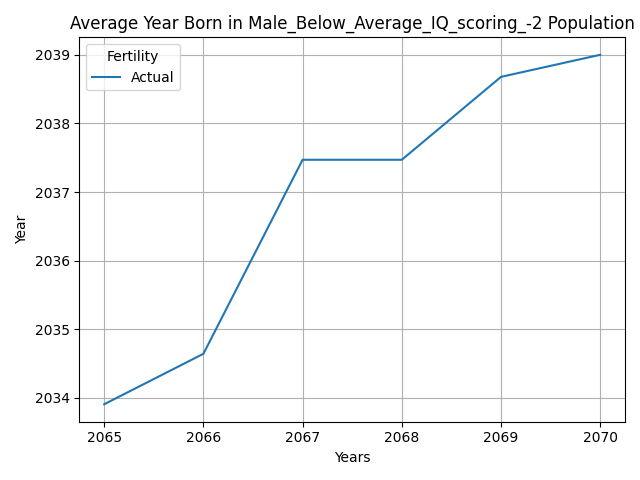 Average Year Born in Male_Below_Average_IQ_scoring_-2 Population
Fertility
Actual
2039
2038
2037
2036
2035
2034
Year
2065 2066 2067 2068 2069 2070
Years